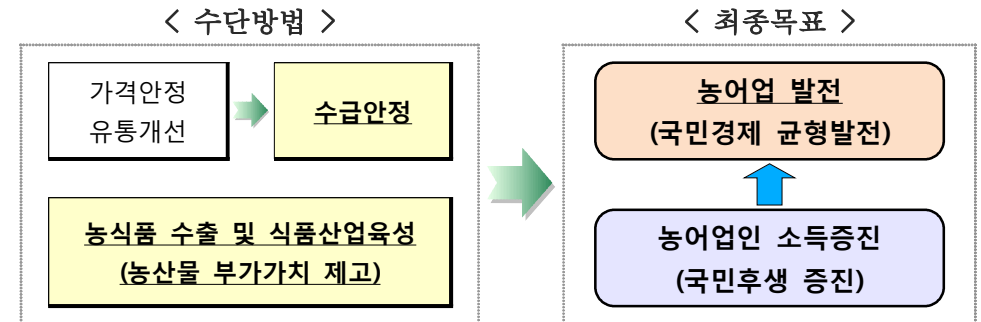 < 수단방법 >
가격안정
유통개선
수급안정
농식품 수출 및 식품산업육성
(농산물 부가가치 제고)
< 최종목표 >
농어업 발전
(국민경제 균형발전)
농어업인 소득증진
(국민후생 증진)